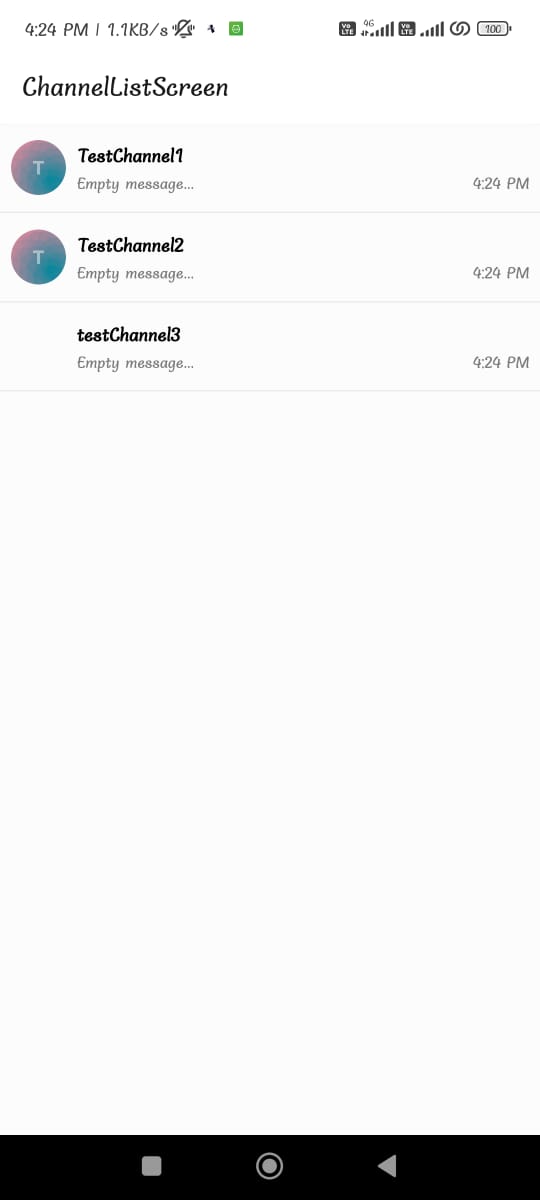 4:24 PM | 1.1KB/s
Vo LTE 4G Vo LTE 100
ChannelListScreen
T
TestChannel1
Empty message...
4:24 PM
T
TestChannel2
Empty message...
4:24 PM
testChannel3
Empty message...
4:24 PM